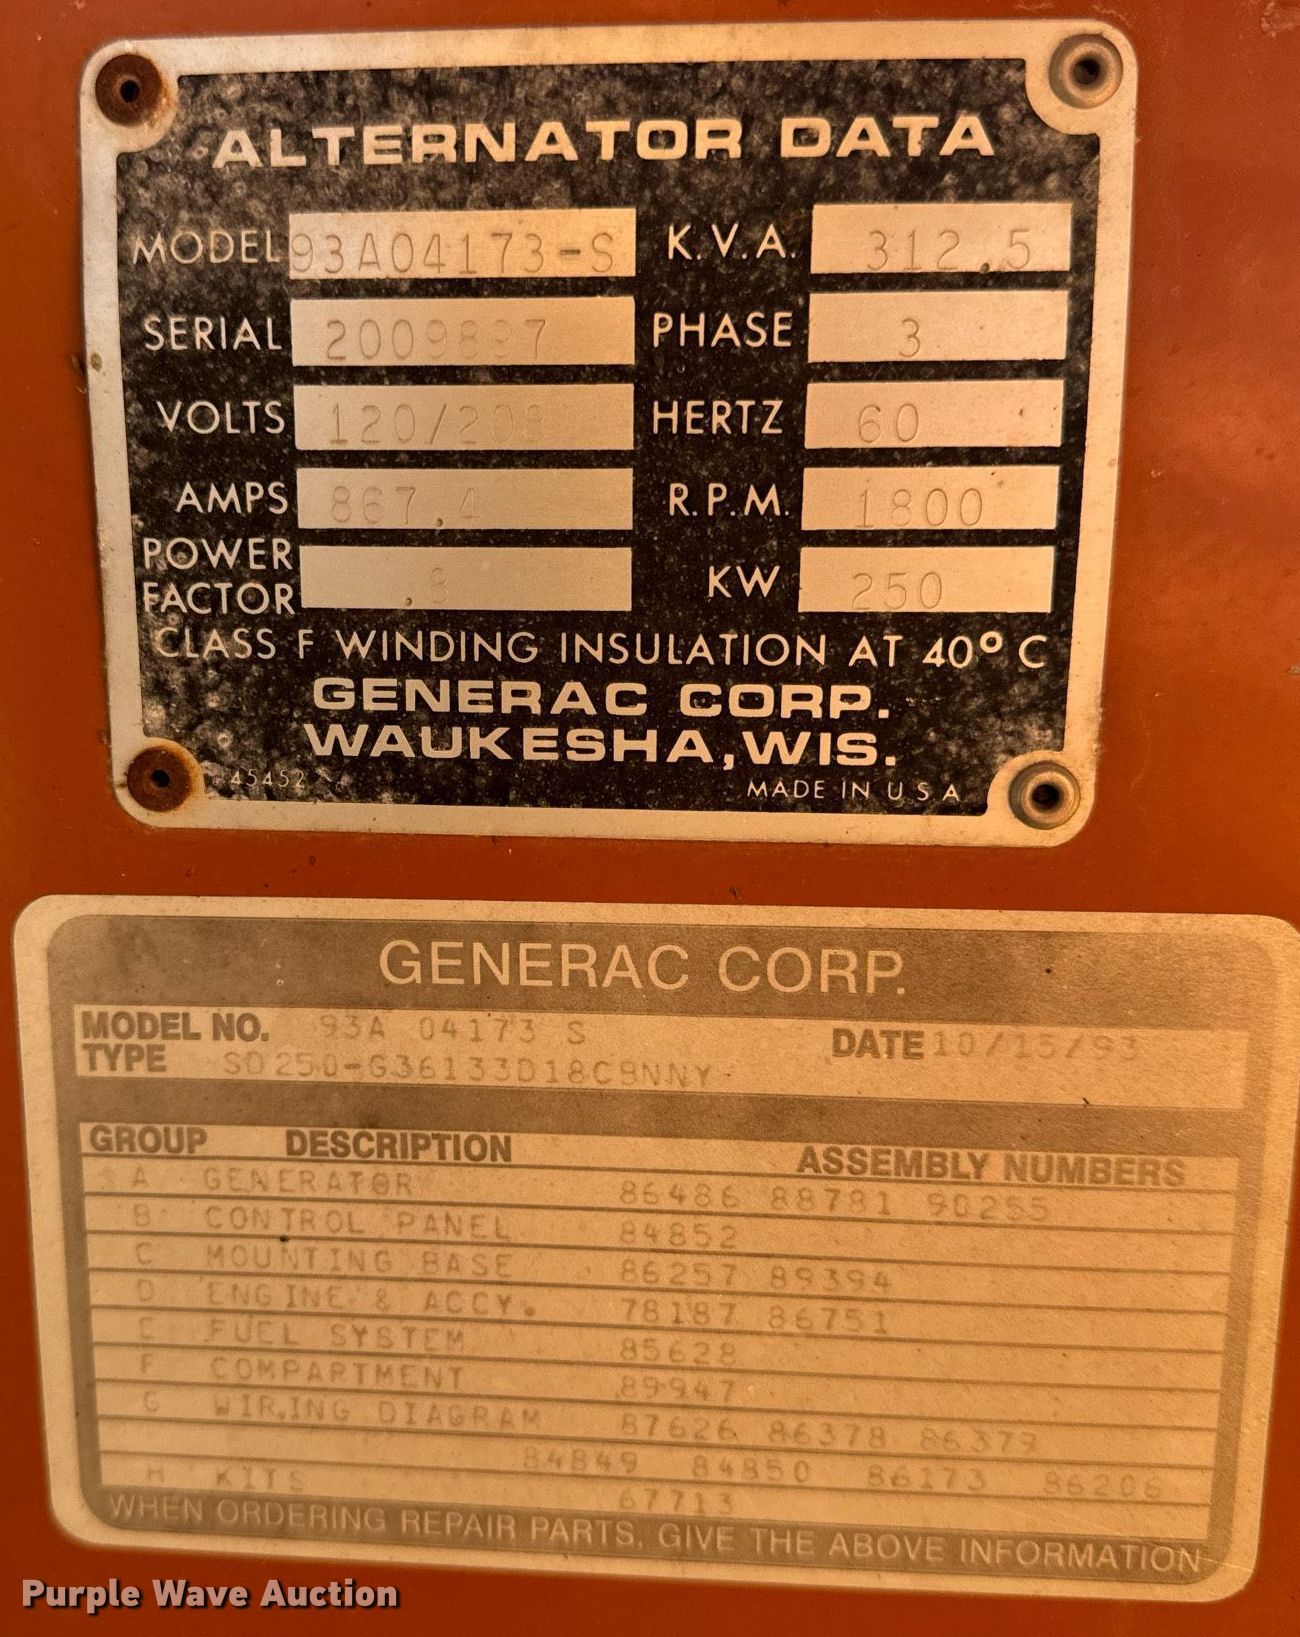 ALTERNATOR DATA
MODEL 93A04173-S K.V.A. 312.5
SERIAL 2009897 PHASE 3
VOLTS 120/208 HERTZ 60
AMPS 867.4 R.P.M. 1800
POWER FACTOR .8 KW 250
CLASS F WINDING INSULATION AT 40° C
GENERAC CORP.
WAUKESHA, WIS.
45452 MADE IN U S A
GENERAC CORP.
MODEL NO. 93A 04173 S DATE 10/15/93
TYPE SD250-G36133D18C9NNY
GROUP DESCRIPTION ASSEMBLY NUMBERS
A GENERATOR 86486 88781 90255
B CONTROL PANEL 84852
C MOUNTING BASE 86257 89394
D ENGINE & ACCY. 78187 86751
E FUEL SYSTEM 85628
F COMPARTMENT 89947
G WIRING DIAGRAM 87626 86378 86379
84849 84850 86173 86206
H KITS 67713
WHEN ORDERING REPAIR PARTS, GIVE THE ABOVE INFORMATION
Purple Wave Auction